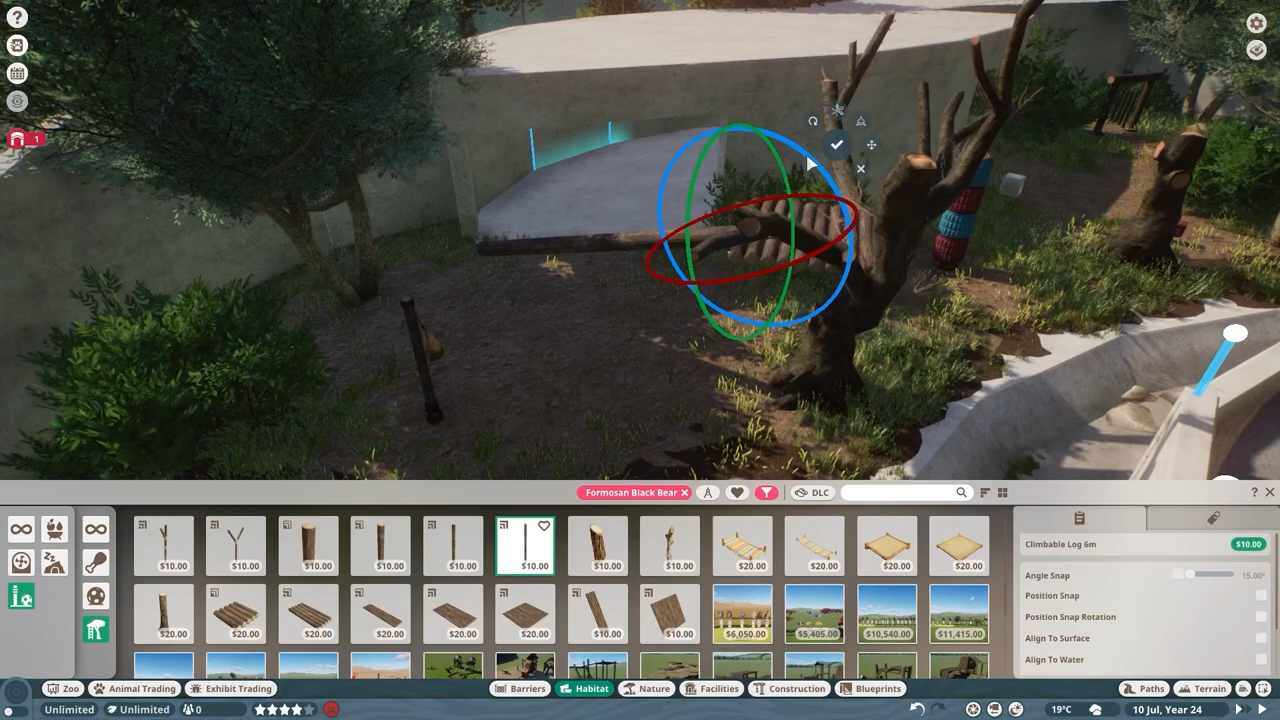 ?
1
Formosan Black Bear ×
DLC
? ×
$10.00 $10.00 $10.00 $10.00 $10.00 $10.00 $10.00 $10.00 $20.00 $20.00 $20.00 $20.00
$20.00 $20.00 $20.00 $20.00 $20.00 $20.00 $10.00 $10.00 $6,050.00 $5,405.00 $10,540.00 $11,415.00
Climbable Log 6m $10.00
Angle Snap 15.00°
Position Snap
Position Snap Rotation
Align To Surface
Align To Water
Zoo Animal Trading Exhibit Trading Barriers Habitat Nature Facilities Construction Blueprints Paths Terrain
Unlimited Unlimited 0 19°C 10 Jul, Year 24